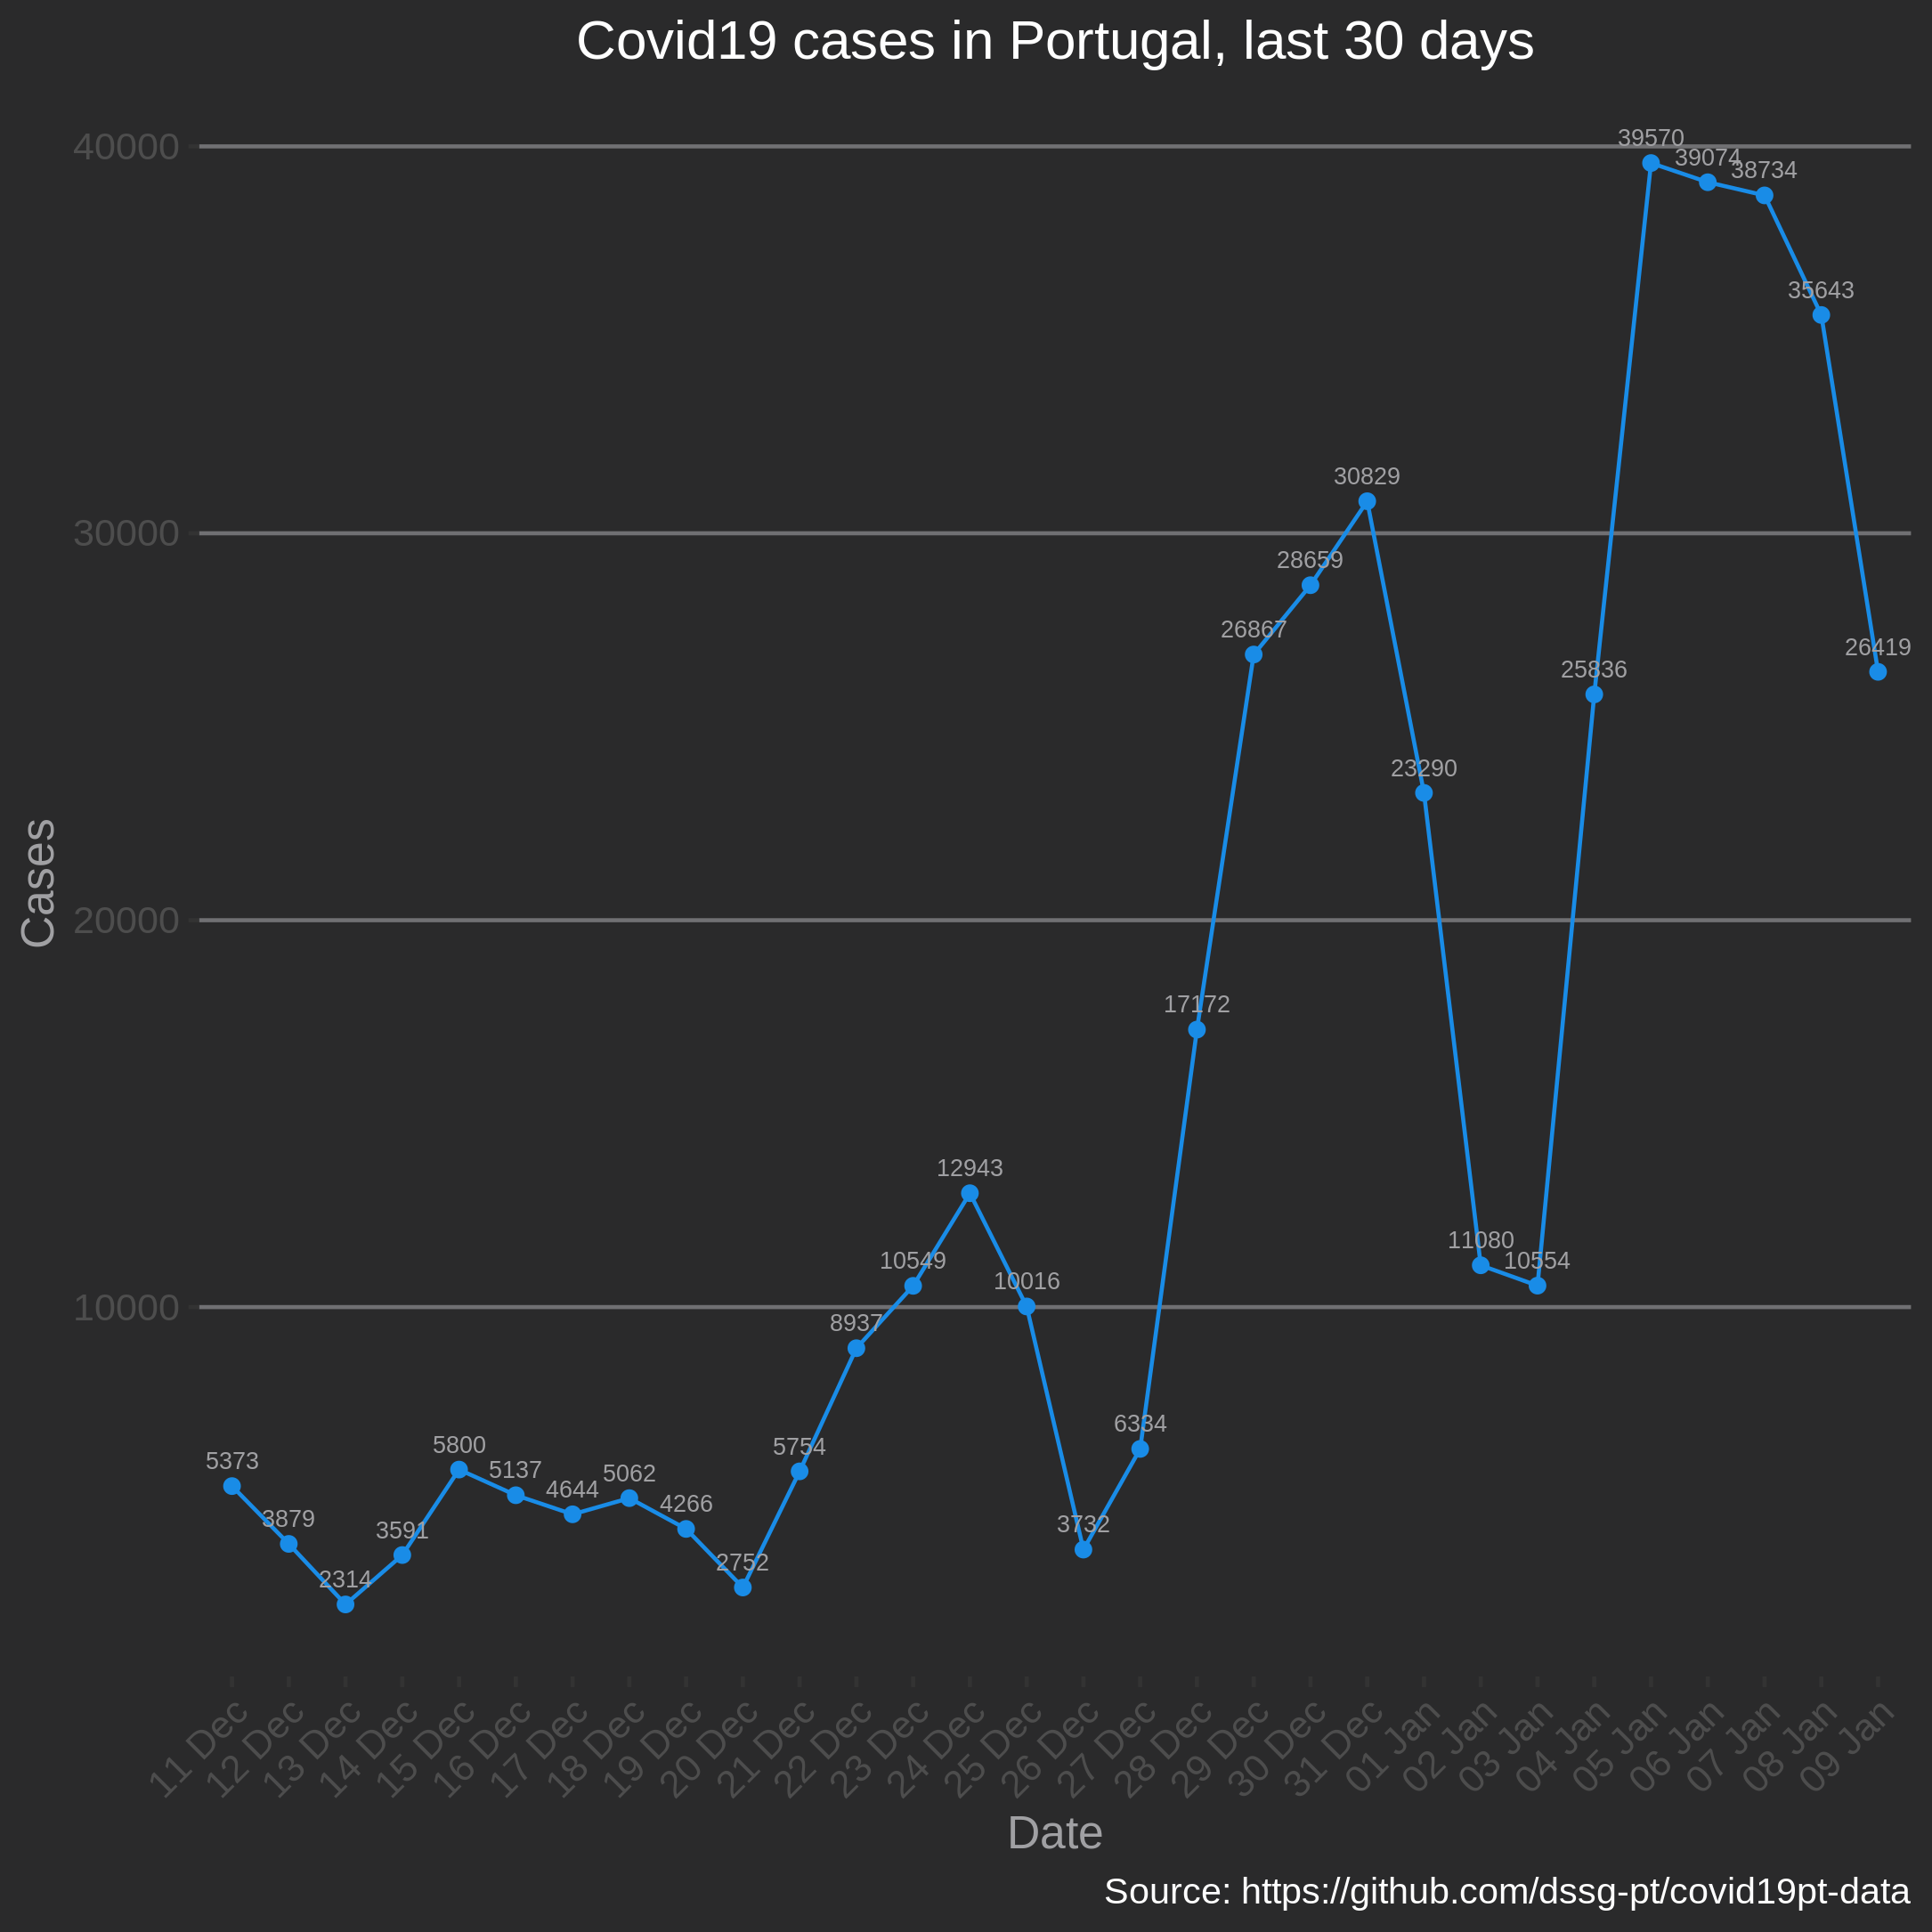 Covid19 cases in Portugal, last 30 days
40000
30000
20000
10000
Cases
5373
3879
2314
3591
5800
5137
4644
5062
4266
2752
5754
8937
10549
12943
10016
3732
6334
17172
26867
28659
30829
23290
11080
10554
25836
39570
39074
38734
35643
26419
11 Dec
12 Dec
13 Dec
14 Dec
15 Dec
16 Dec
17 Dec
18 Dec
19 Dec
20 Dec
21 Dec
22 Dec
23 Dec
24 Dec
25 Dec
26 Dec
27 Dec
28 Dec
29 Dec
30 Dec
31 Dec
01 Jan
02 Jan
03 Jan
04 Jan
05 Jan
06 Jan
07 Jan
08 Jan
09 Jan
Date
Source: https://github.com/dssg-pt/covid19pt-data